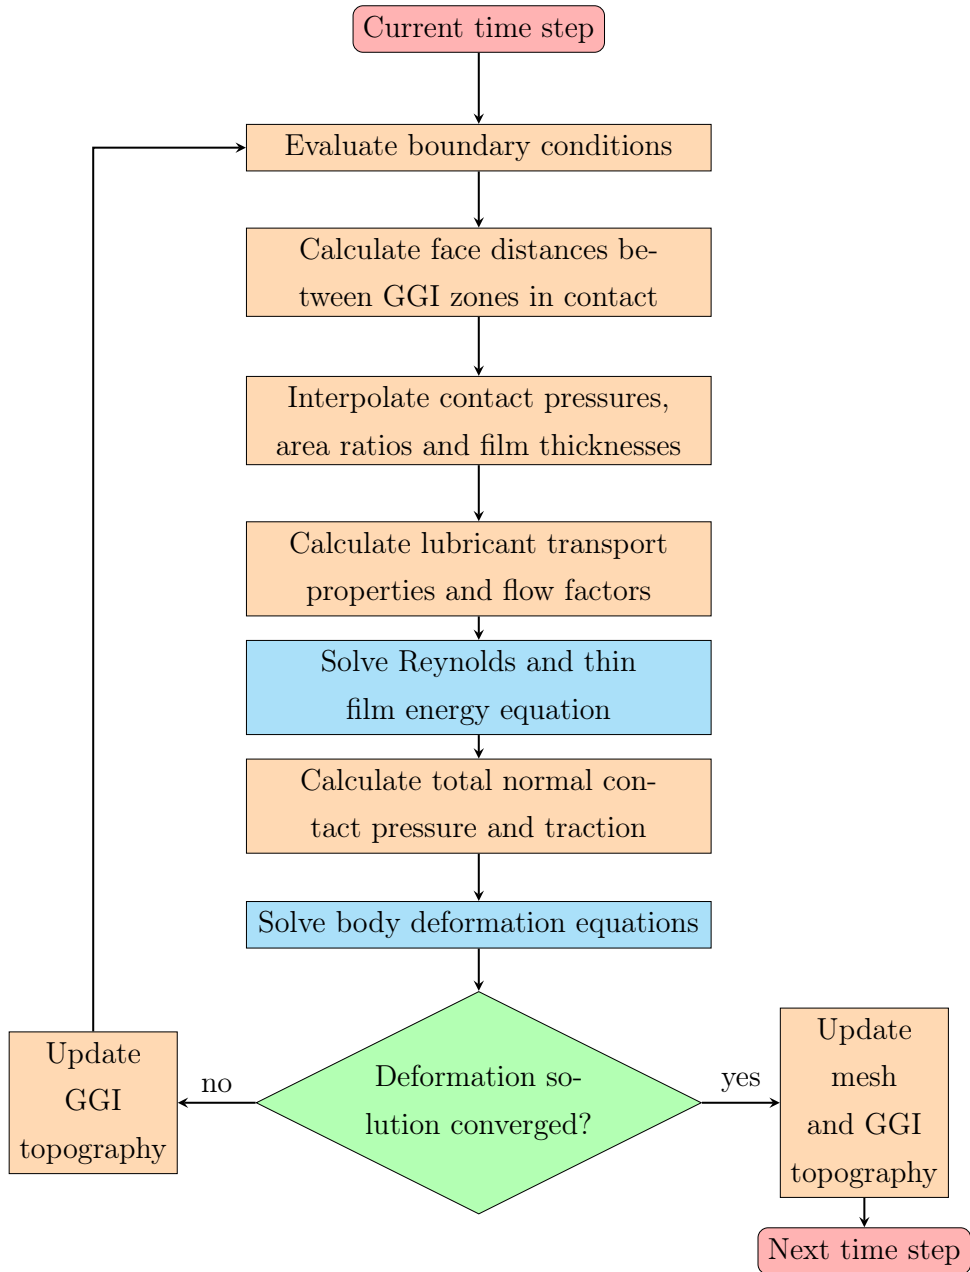 Current time step
Evaluate boundary conditions
Calculate face distances be-
tween GGI zones in contact
Interpolate contact pressures,
area ratios and film thicknesses
Calculate lubricant transport
properties and flow factors
Solve Reynolds and thin
film energy equation
Calculate total normal con-
tact pressure and traction
Solve body deformation equations
Deformation so-
lution converged?
no
Update
GGI
topography
yes
Update
mesh
and GGI
topography
Next time step